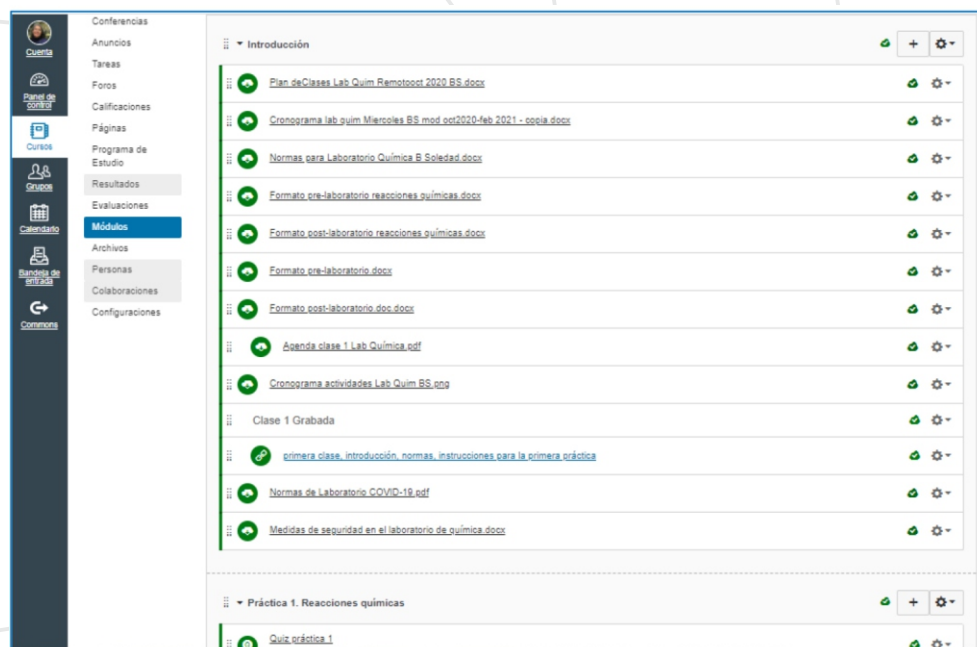 Cuenta
Panel de
control
Cursos
Grupos
Calendario
Bandeja de
entrada
Commons
Conferencias
Anuncios
Tareas
Foros
Calificaciones
Páginas
Programa de
Estudio
Resultados
Evaluaciones
Módulos
Archivos
Personas
Colaboraciones
Configuraciones
Introducción
Plan deClases Lab Quim Remotooct 2020 BS.docx
Cronograma lab quim Miercoles BS mod oct2020-feb 2021 - copia.docx
Normas para Laboratorio Química B Soledad.docx
Formato pre-laboratorio reacciones químicas.docx
Formato post-laboratorio reacciones químicas.docx
Formato pre-laboratorio.docx
Formato post-laboratorio.doc.docx
Agenda clase 1 Lab Química.pdf
Cronograma actividades Lab Quim BS.png
Clase 1 Grabada
primera clase, introducción, normas, instrucciones para la primera práctica
Normas de Laboratorio COVID-19.pdf
Medidas de seguridad en el laboratorio de química.docx
Práctica 1. Reacciones químicas
Quiz práctica 1